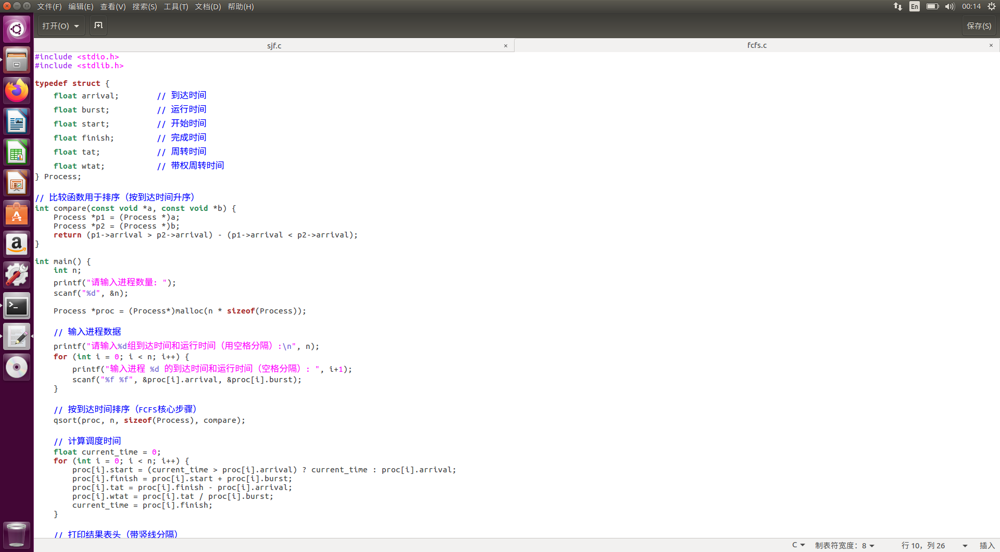 文件(F) 编辑(E) 查看(V) 搜索(S) 工具(T) 文档(D) 帮助(H) En 00:14
打开(O) 保存(S)
sjf.c × fcfs.c ×
#include <stdio.h>
#include <stdlib.h>
typedef struct {
    float arrival;        // 到达时间
    float burst;          // 运行时间
    float start;          // 开始时间
    float finish;         // 完成时间
    float tat;            // 周转时间
    float wtat;           // 带权周转时间
} Process;
// 比较函数用于排序（按到达时间升序）
int compare(const void *a, const void *b) {
    Process *p1 = (Process *)a;
    Process *p2 = (Process *)b;
    return (p1->arrival > p2->arrival) - (p1->arrival < p2->arrival);
}
int main() {
    int n;
    printf("请输入进程数量: ");
    scanf("%d", &n);
    Process *proc = (Process*)malloc(n * sizeof(Process));
    // 输入进程数据
    printf("请输入%d组到达时间和运行时间（用空格分隔）:\n", n);
    for (int i = 0; i < n; i++) {
        printf("输入进程 %d 的到达时间和运行时间（空格分隔）: ", i+1);
        scanf("%f %f", &proc[i].arrival, &proc[i].burst);
    }
    // 按到达时间排序（FCFS核心步骤）
    qsort(proc, n, sizeof(Process), compare);
    // 计算调度时间
    float current_time = 0;
    for (int i = 0; i < n; i++) {
        proc[i].start = (current_time > proc[i].arrival) ? current_time : proc[i].arrival;
        proc[i].finish = proc[i].start + proc[i].burst;
        proc[i].tat = proc[i].finish - proc[i].arrival;
        proc[i].wtat = proc[i].tat / proc[i].burst;
        current_time = proc[i].finish;
    }
    // 打印结果表头（带竖线分隔）
C 制表符宽度：8 行 10，列 26 插入